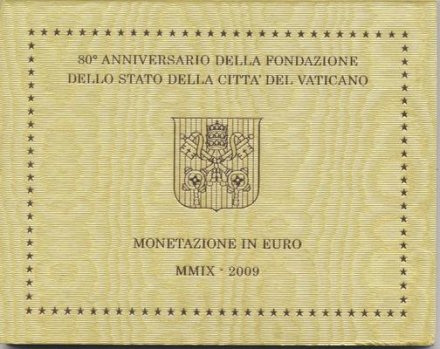 80° ANNIVERSARIO DELLA FONDAZIONE
DELLO STATO DELLA CITTA' DEL VATICANO
MONETAZIONE IN EURO
MMIX - 2009